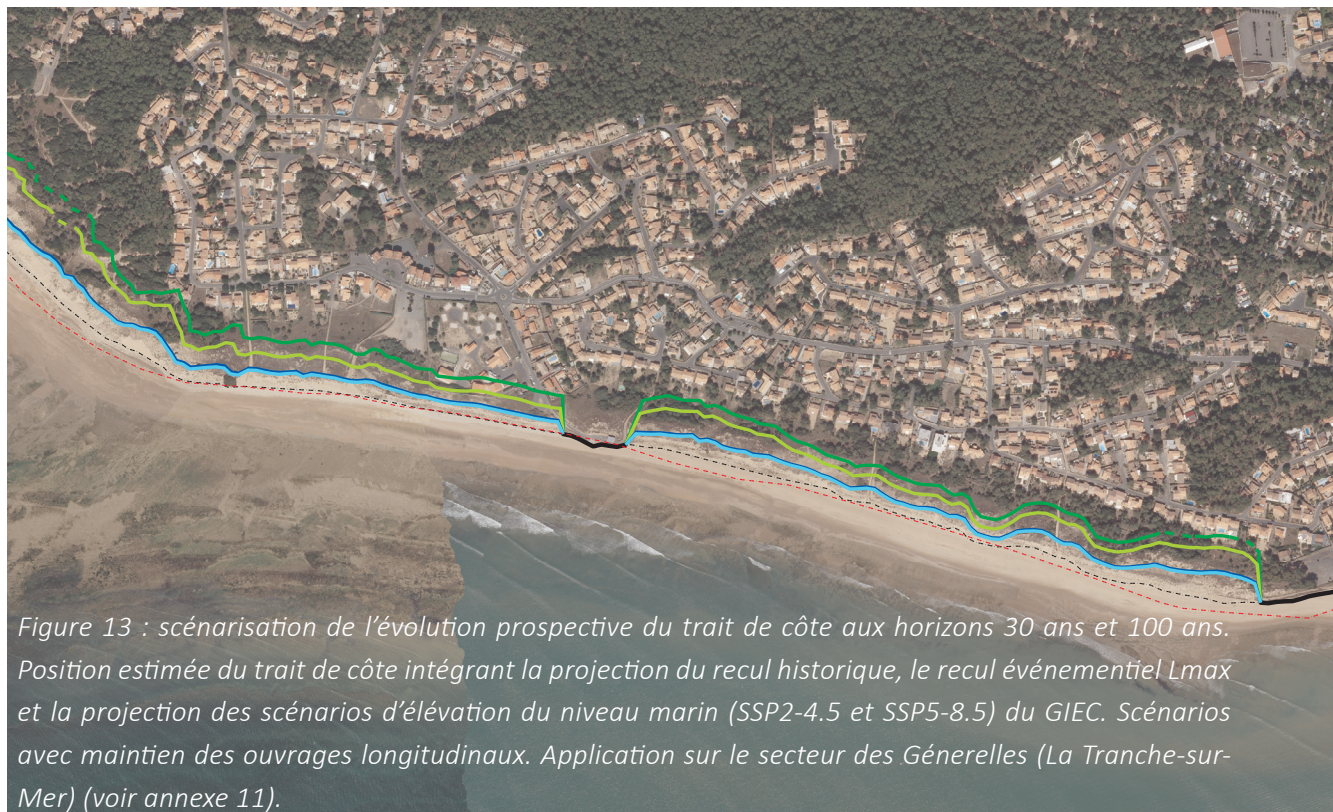 Figure 13 : scénarisation de l'évolution prospective du trait de côte aux horizons 30 ans et 100 ans.
Position estimée du trait de côte intégrant la projection du recul historique, le recul événementiel Lmax
et la projection des scénarios d'élévation du niveau marin (SSP2-4.5 et SSP5-8.5) du GIEC. Scénarios
avec maintien des ouvrages longitudinaux. Application sur le secteur des Génerelles (La Tranche-sur-
Mer) (voir annexe 11).